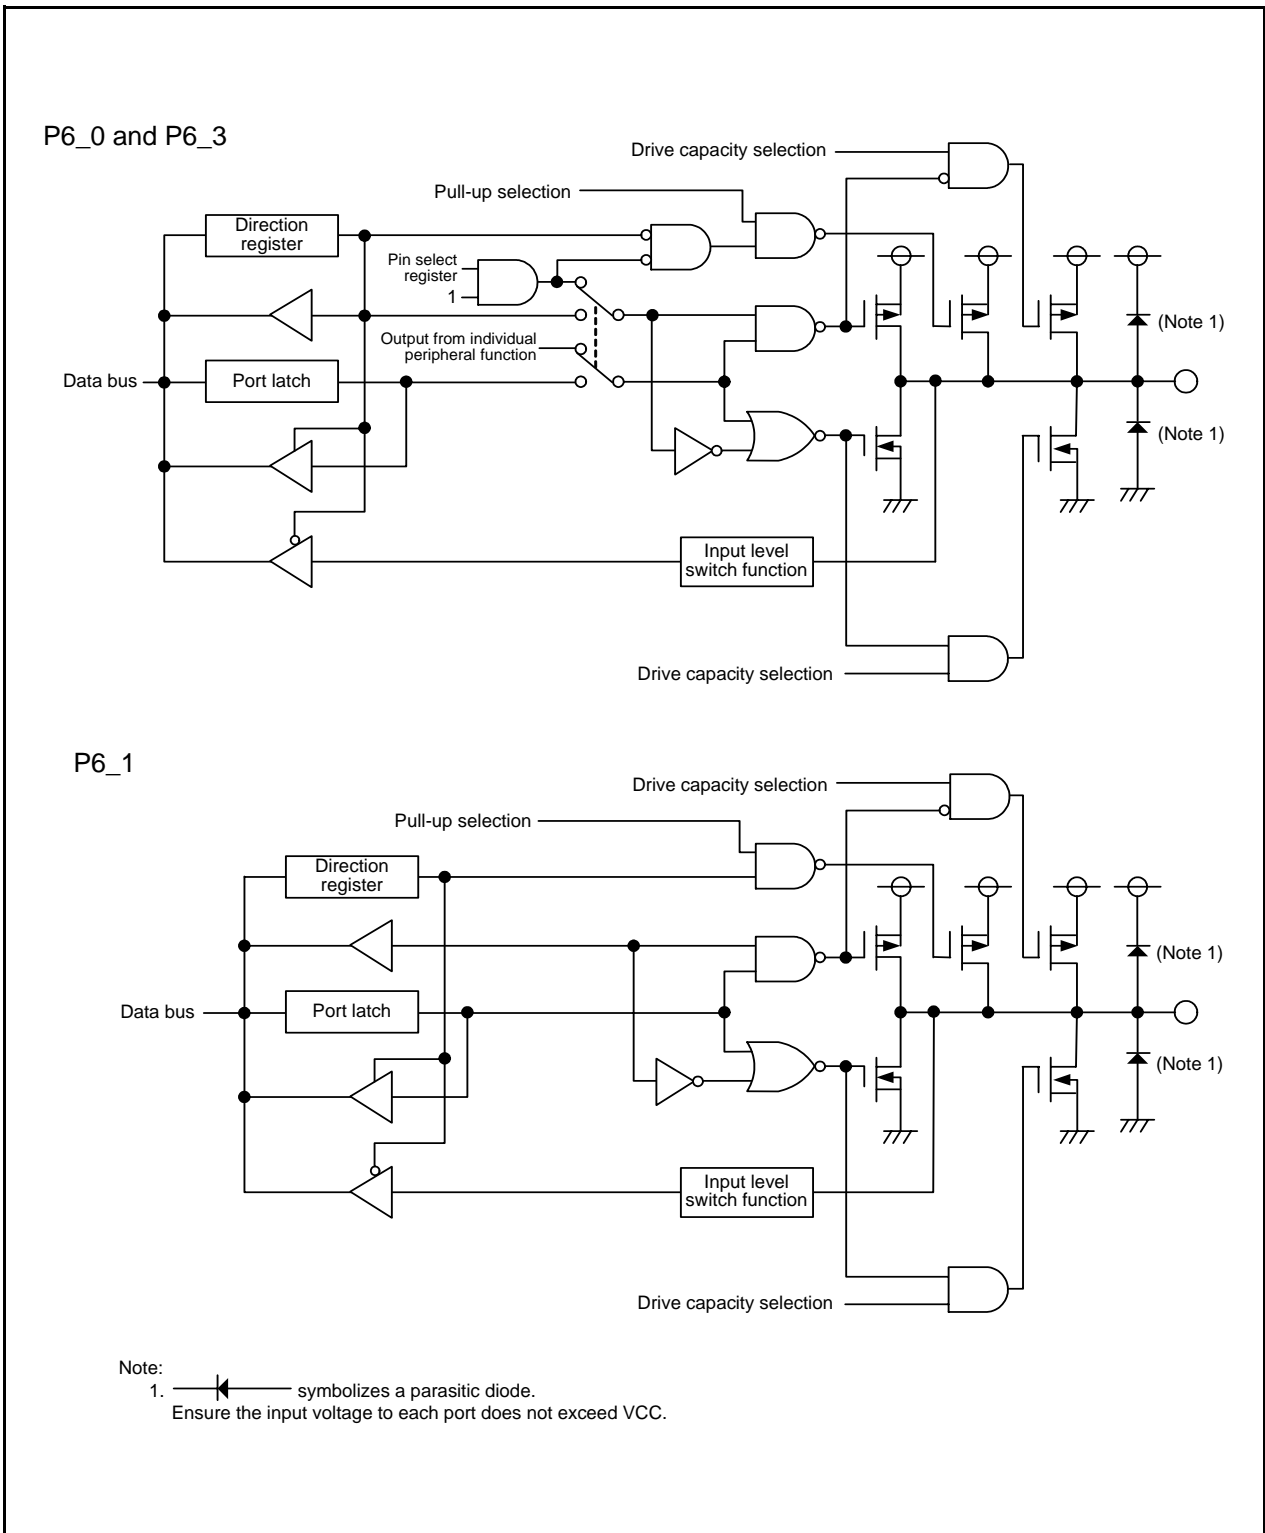 P6_0 and P6_3
Drive capacity selection
Pull-up selection
Direction
register
Pin select
register
1
Output from individual
peripheral function
(Note 1)
Data bus
Port latch
(Note 1)
Input level
switch function
Drive capacity selection
P6_1
Drive capacity selection
Pull-up selection
Direction
register
(Note 1)
Data bus
Port latch
(Note 1)
Input level
switch function
Drive capacity selection
Note:
1. symbolizes a parasitic diode.
Ensure the input voltage to each port does not exceed VCC.